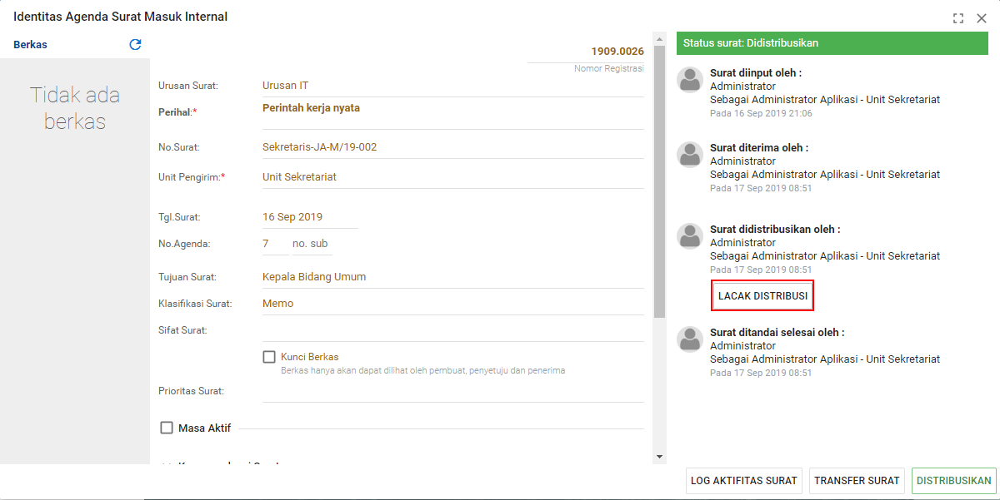 Identitas Agenda Surat Masuk Internal
Berkas
Tidak ada
berkas
1909.0026
Nomor Registrasi
Urusan Surat: Urusan IT
Perihal:* Perintah kerja nyata
No.Surat: Sekretaris-JA-M/19-002
Unit Pengirim:* Unit Sekretariat
Tgl.Surat: 16 Sep 2019
No.Agenda: 7 no. sub
Tujuan Surat: Kepala Bidang Umum
Klasifikasi Surat: Memo
Sifat Surat:
Kunci Berkas
Berkas hanya akan dapat dilihat oleh pembuat, penyetuju dan penerima
Prioritas Surat:
Masa Aktif
Status surat: Didistribusikan
Surat diinput oleh :
Administrator
Sebagai Administrator Aplikasi - Unit Sekretariat
Pada 16 Sep 2019 21:06
Surat diterima oleh :
Administrator
Sebagai Administrator Aplikasi - Unit Sekretariat
Pada 17 Sep 2019 08:51
Surat didistribusikan oleh :
Administrator
Sebagai Administrator Aplikasi - Unit Sekretariat
Pada 17 Sep 2019 08:51
LACAK DISTRIBUSI
Surat ditandai selesai oleh :
Administrator
Sebagai Administrator Aplikasi - Unit Sekretariat
Pada 17 Sep 2019 08:51
LOG AKTIFITAS SURAT TRANSFER SURAT DISTRIBUSIKAN